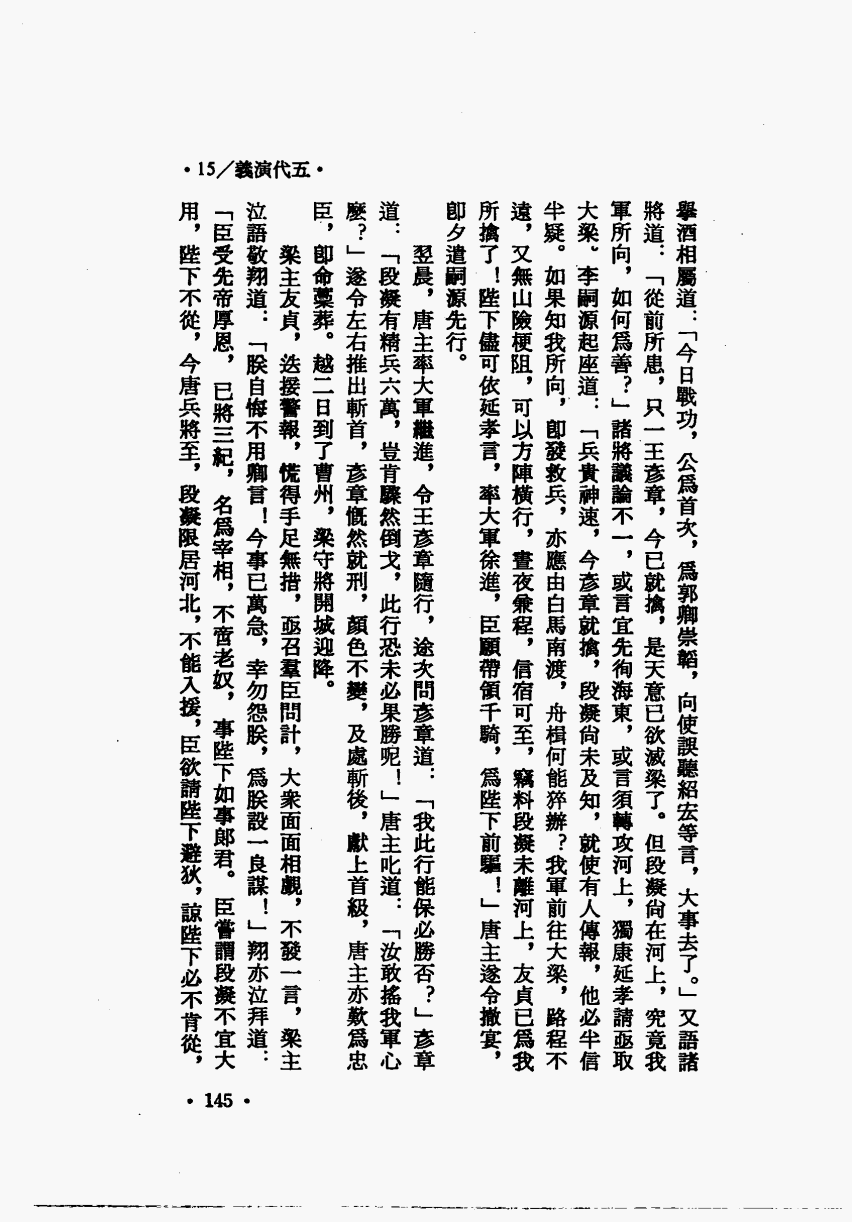 •15/義演代五•
舉酒相屬道：「今日戰功，公爲首次，爲郭卿崇韜，向使誤聽紹宏等言，大事去了。」又語諸
將道：「從前所患，只一王彥章，今已就擒，是天意已欲滅梁了。但段凝尙在河上，究竟我
軍所向，如何爲善？」諸將議論不一，或言宜先徇海東，或言須轉攻河上，獨康延孝請亟取
大梁。李嗣源起座道：「兵貴神速，今彥章就擒，段凝尙未及知，就使有人傳報，他必半信
半疑。如果知我所向，卽發救兵，亦應由白馬南渡，舟楫何能猝辦？我軍前往大梁，路程不
遠，又無山險梗阻，可以方陣橫行，晝夜兼程，信宿可至，竊料段凝未離河上，友貞已爲我
所擒了！陛下儘可依延孝言，率大軍徐進，臣願帶領千騎，爲陛下前驅！」唐主遂令撤宴，
卽夕遣嗣源先行。
翌晨，唐主率大軍繼進，令王彥章隨行，途次問彥章道：「我此行能保必勝否？」彥章
道：「段凝有精兵六萬，豈肯驟然倒戈，此行恐未必果勝呢！」唐主叱道：「汝敢搖我軍心
麼？」遂令左右推出斬首，彥章慨然就刑，顏色不變，及處斬後，獻上首級，唐主亦歎爲忠
臣，卽命藁葬。越二日到了曹州，梁守將開城迎降。
梁主友貞，迭接警報，慌得手足無措，亟召羣臣問計，大衆面面相覷，不發一言，梁主
泣語敬翔道：「朕自悔不用卿言！今事已萬急，幸勿怨朕，爲朕設一良謀！」翔亦泣拜道：
「臣受先帝厚恩，已將三紀，名爲宰相，不啻老奴，事陛下如事郎君。臣嘗謂段凝不宜大
用，陛下不從，今唐兵將至，段凝限居河北，不能入援，臣欲請陛下避狄，諒陛下必不肯從，
•145•